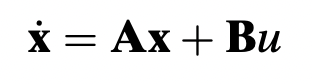 ẋ = Ax + Bu